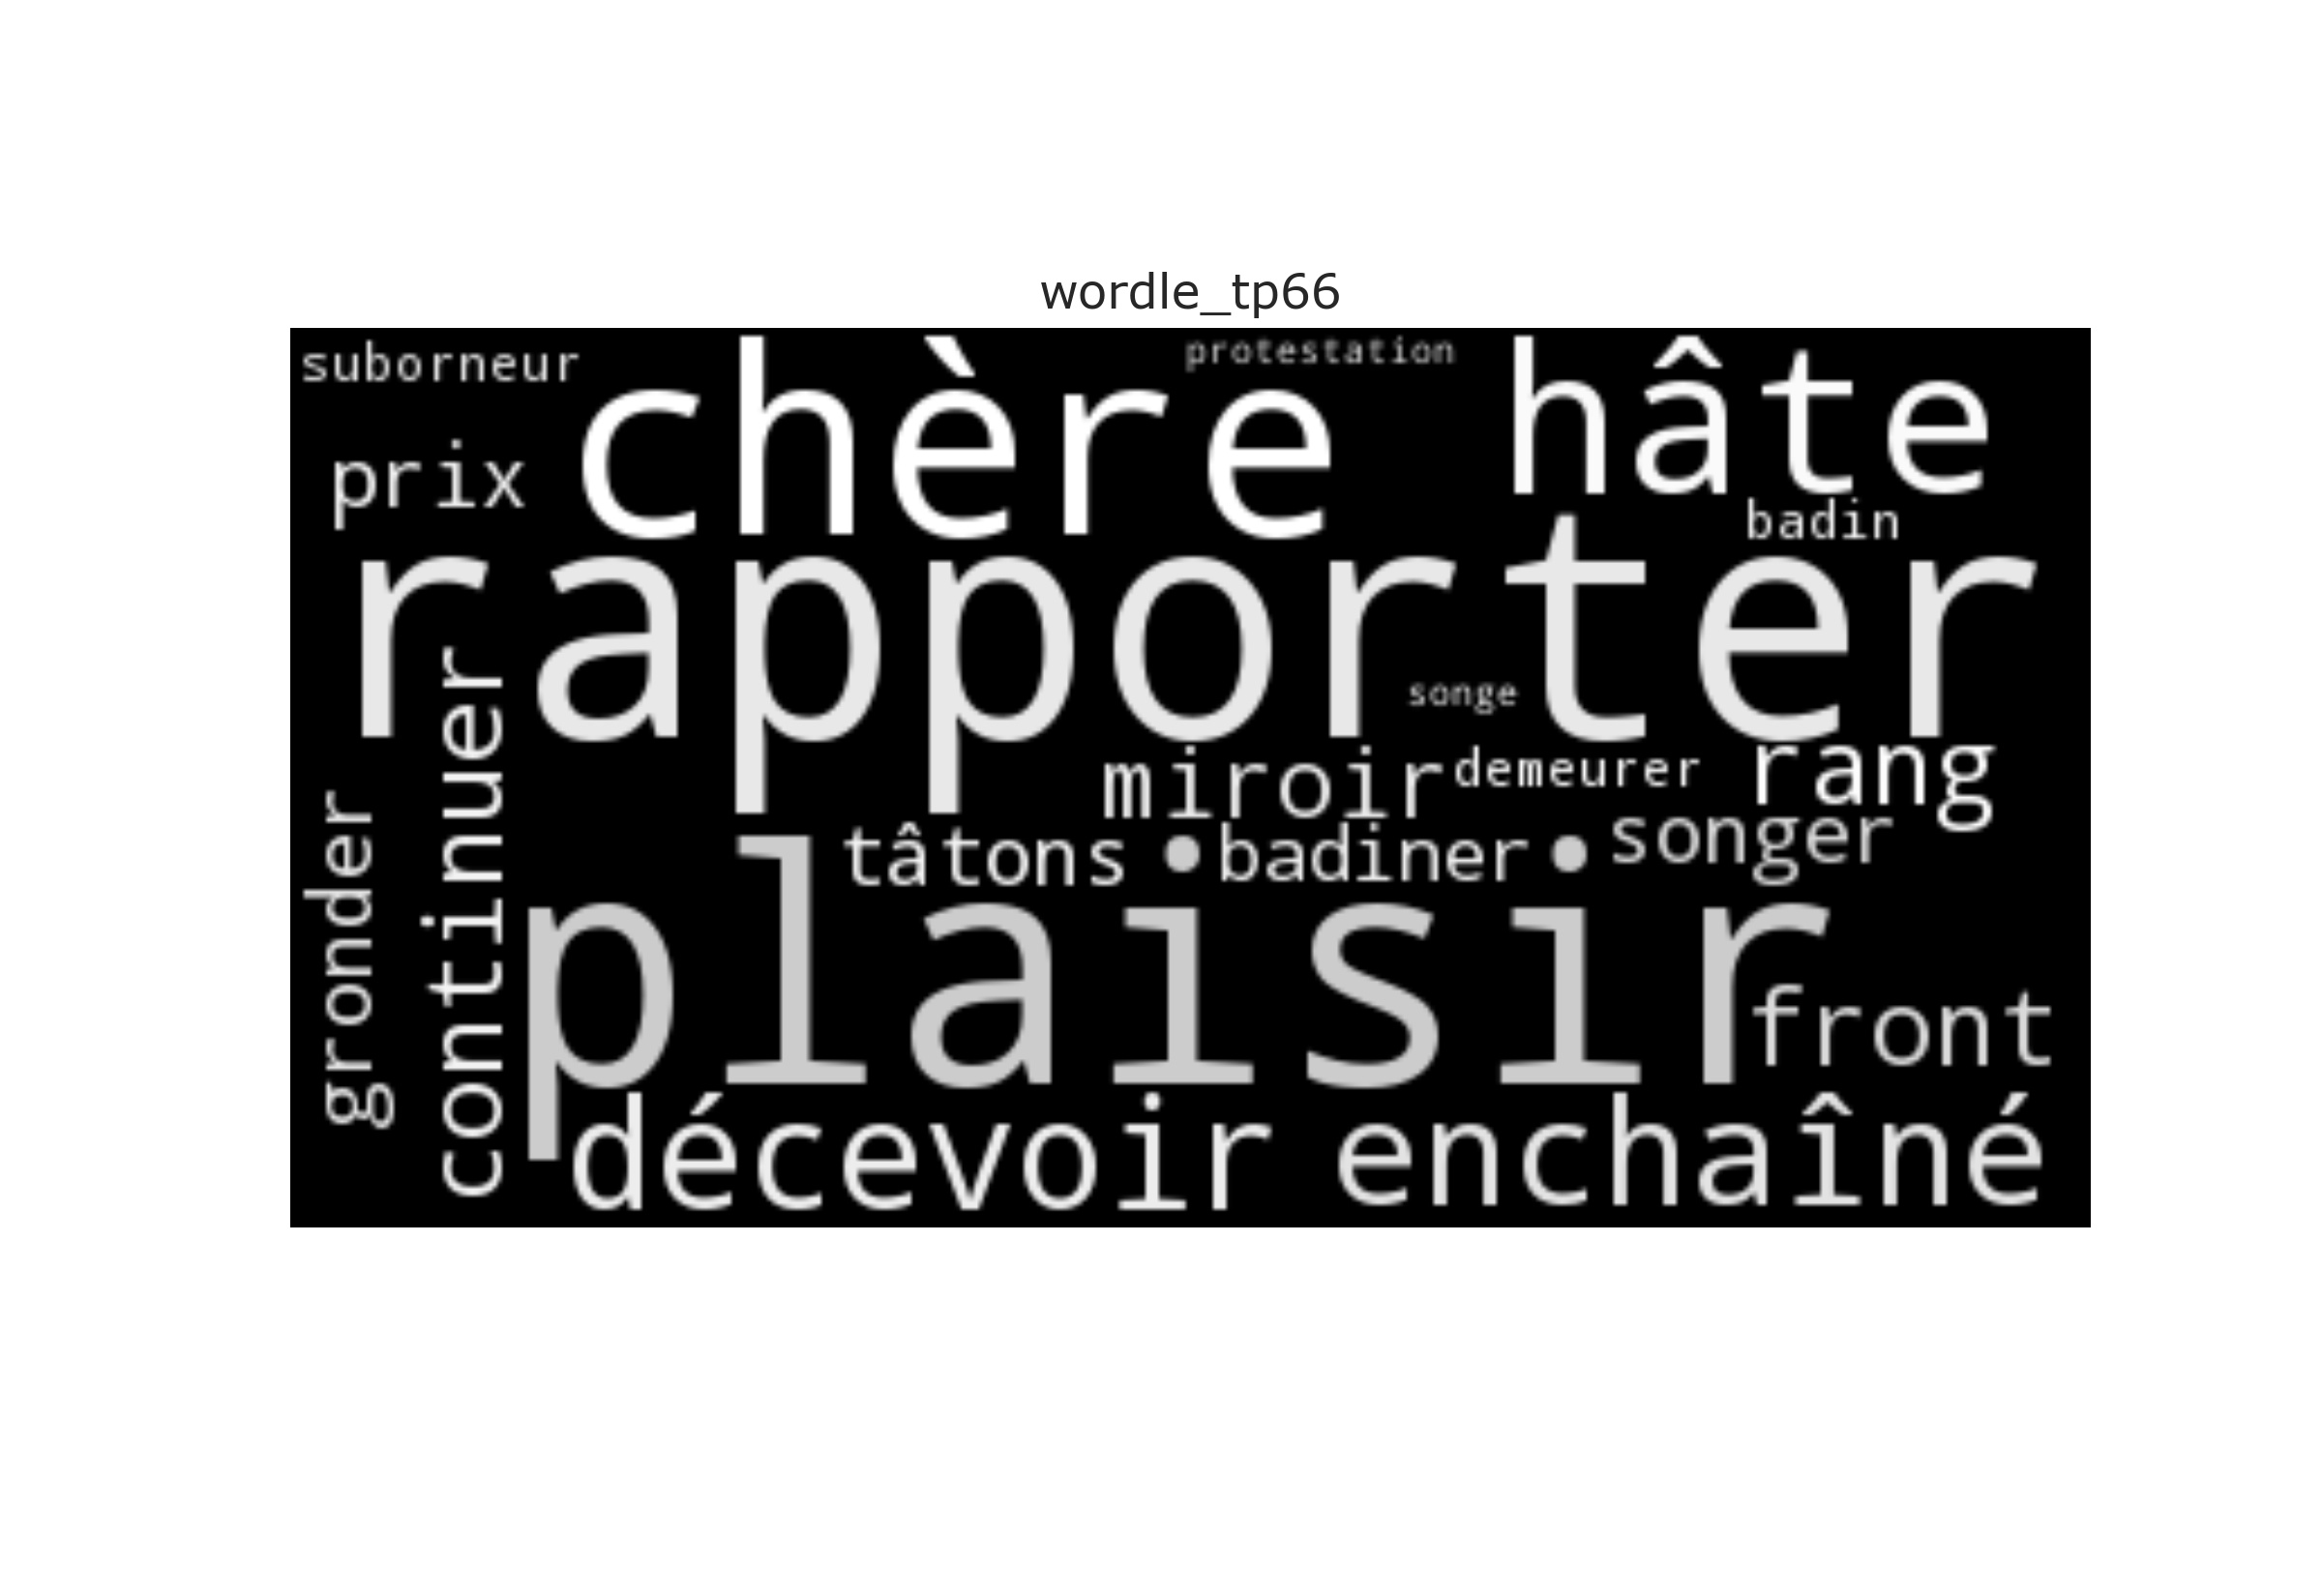 wordle_tp66
suborneur
protestation
chère
hâte
prix
badin
rapporter
songe
miroir
demeurer
rang
tâtons
badiner
songer
gronder
continuer
plaisir
front
décevoir
enchaîné